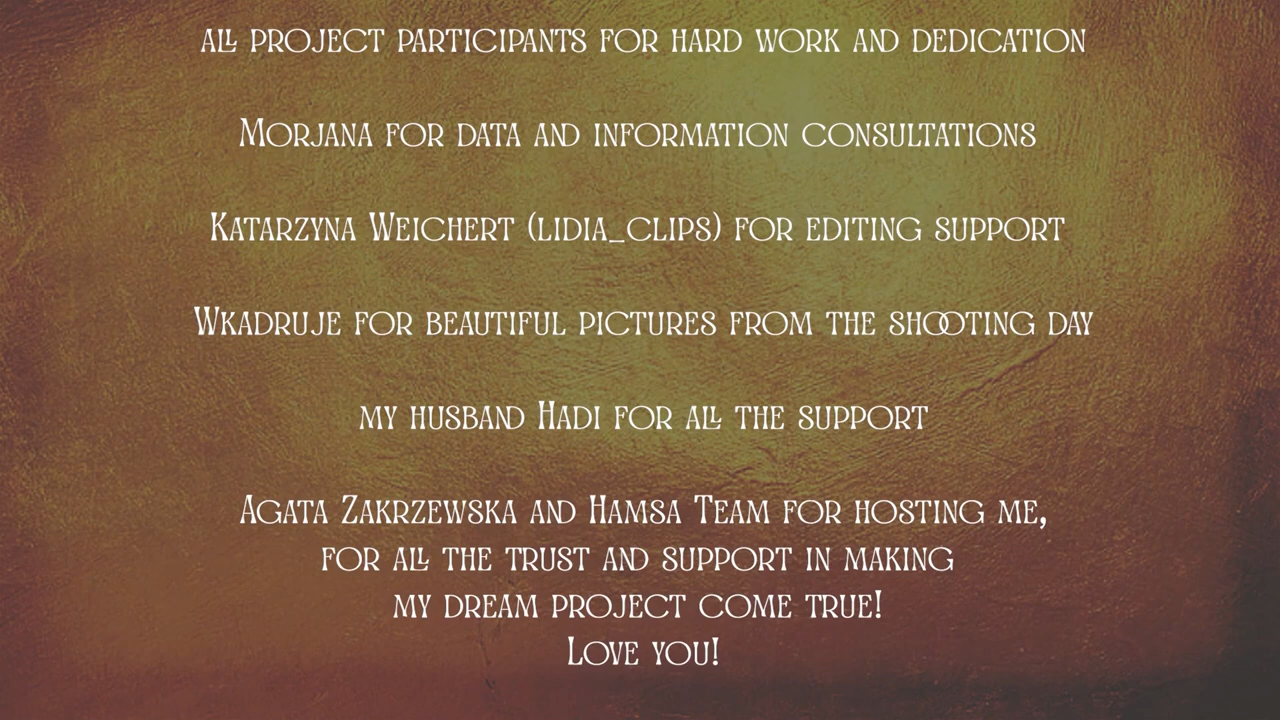 all project participants for hard work and dedication
Morjana for data and information consultations
Katarzyna Weichert (lidia_clips) for editing support
Wkadruje for beautiful pictures from the shooting day
my husband Hadi for all the support
Agata Zakrzewska and Hamsa Team for hosting me,
for all the trust and support in making
my dream project come true!
Love you!